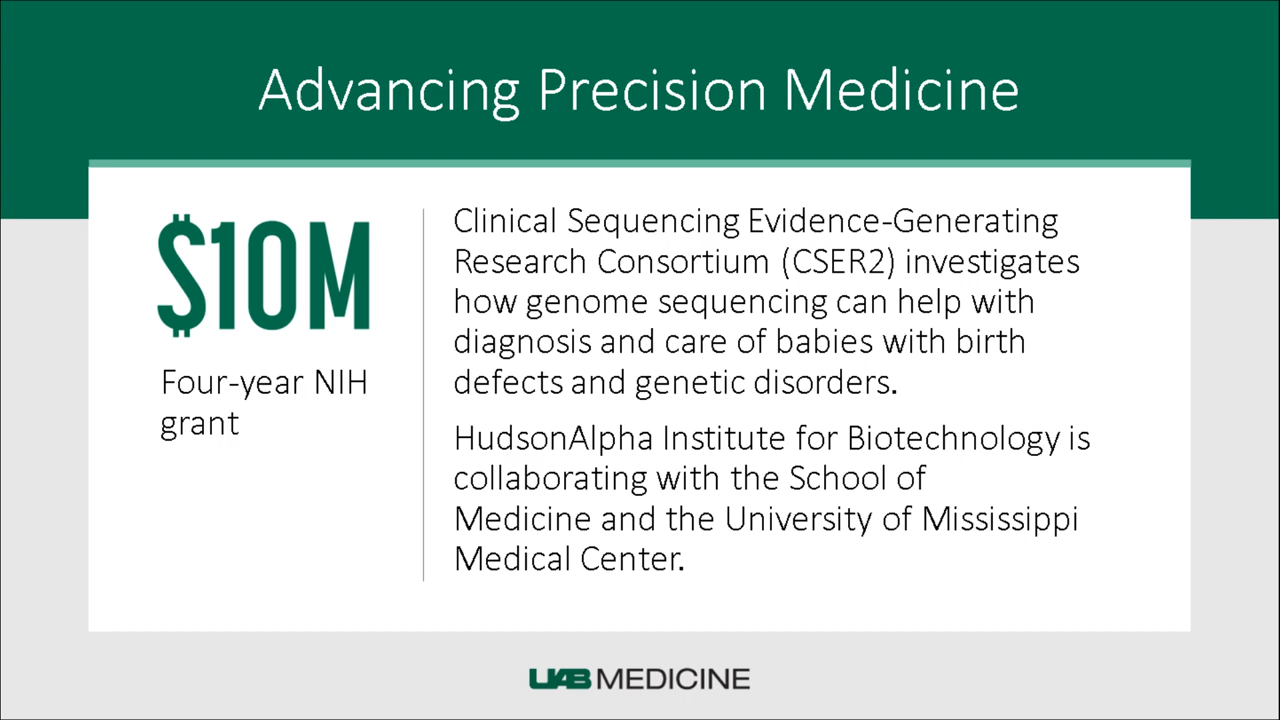 Advancing Precision Medicine
$10M
Four-year NIH
grant
Clinical Sequencing Evidence-Generating
Research Consortium (CSER2) investigates
how genome sequencing can help with
diagnosis and care of babies with birth
defects and genetic disorders.
HudsonAlpha Institute for Biotechnology is
collaborating with the School of
Medicine and the University of Mississippi
Medical Center.
UAB MEDICINE